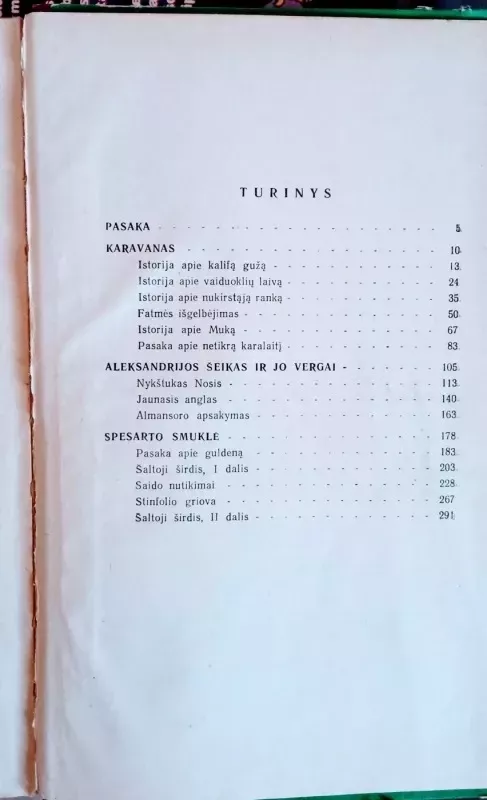 TURINYS
PASAKA - - - - - - - - - - - - - - - - - - 5
KARAVANAS - - - - - - - - - - - - - - - - 10
Istorija apie kalifą gužą - - - - - - - - - - - 13
Istorija apie vaiduoklių laivą - - - - - - - - - - 24
Istorija apie nukirstąją ranką - - - - - - - - - - 35
Fatmės išgelbėjimas - - - - - - - - - - - - - 50
Istorija apie Muką - - - - - - - - - - - - - 67
Pasaka apie netikrą karalaitį - - - - - - - - - - 83
ALEKSANDRIJOS ŠEIKAS IR JO VERGAI - - - - - - - 105
Nykštukas Nosis - - - - - - - - - - - - - - 113
Jaunasis anglas - - - - - - - - - - - - - - 140
Almansoro apsakymas - - - - - - - - - - - - 163
SPESARTO SMUKLĖ - - - - - - - - - - - - - - 178
Pasaka apie guldeną - - - - - - - - - - - - - 183
Šaltoji širdis, I dalis - - - - - - - - - - - - 203
Saido nutikimai - - - - - - - - - - - - - - 228
Stinfolio griova - - - - - - - - - - - - - - 267
Šaltoji širdis, II dalis - - - - - - - - - - - - 291